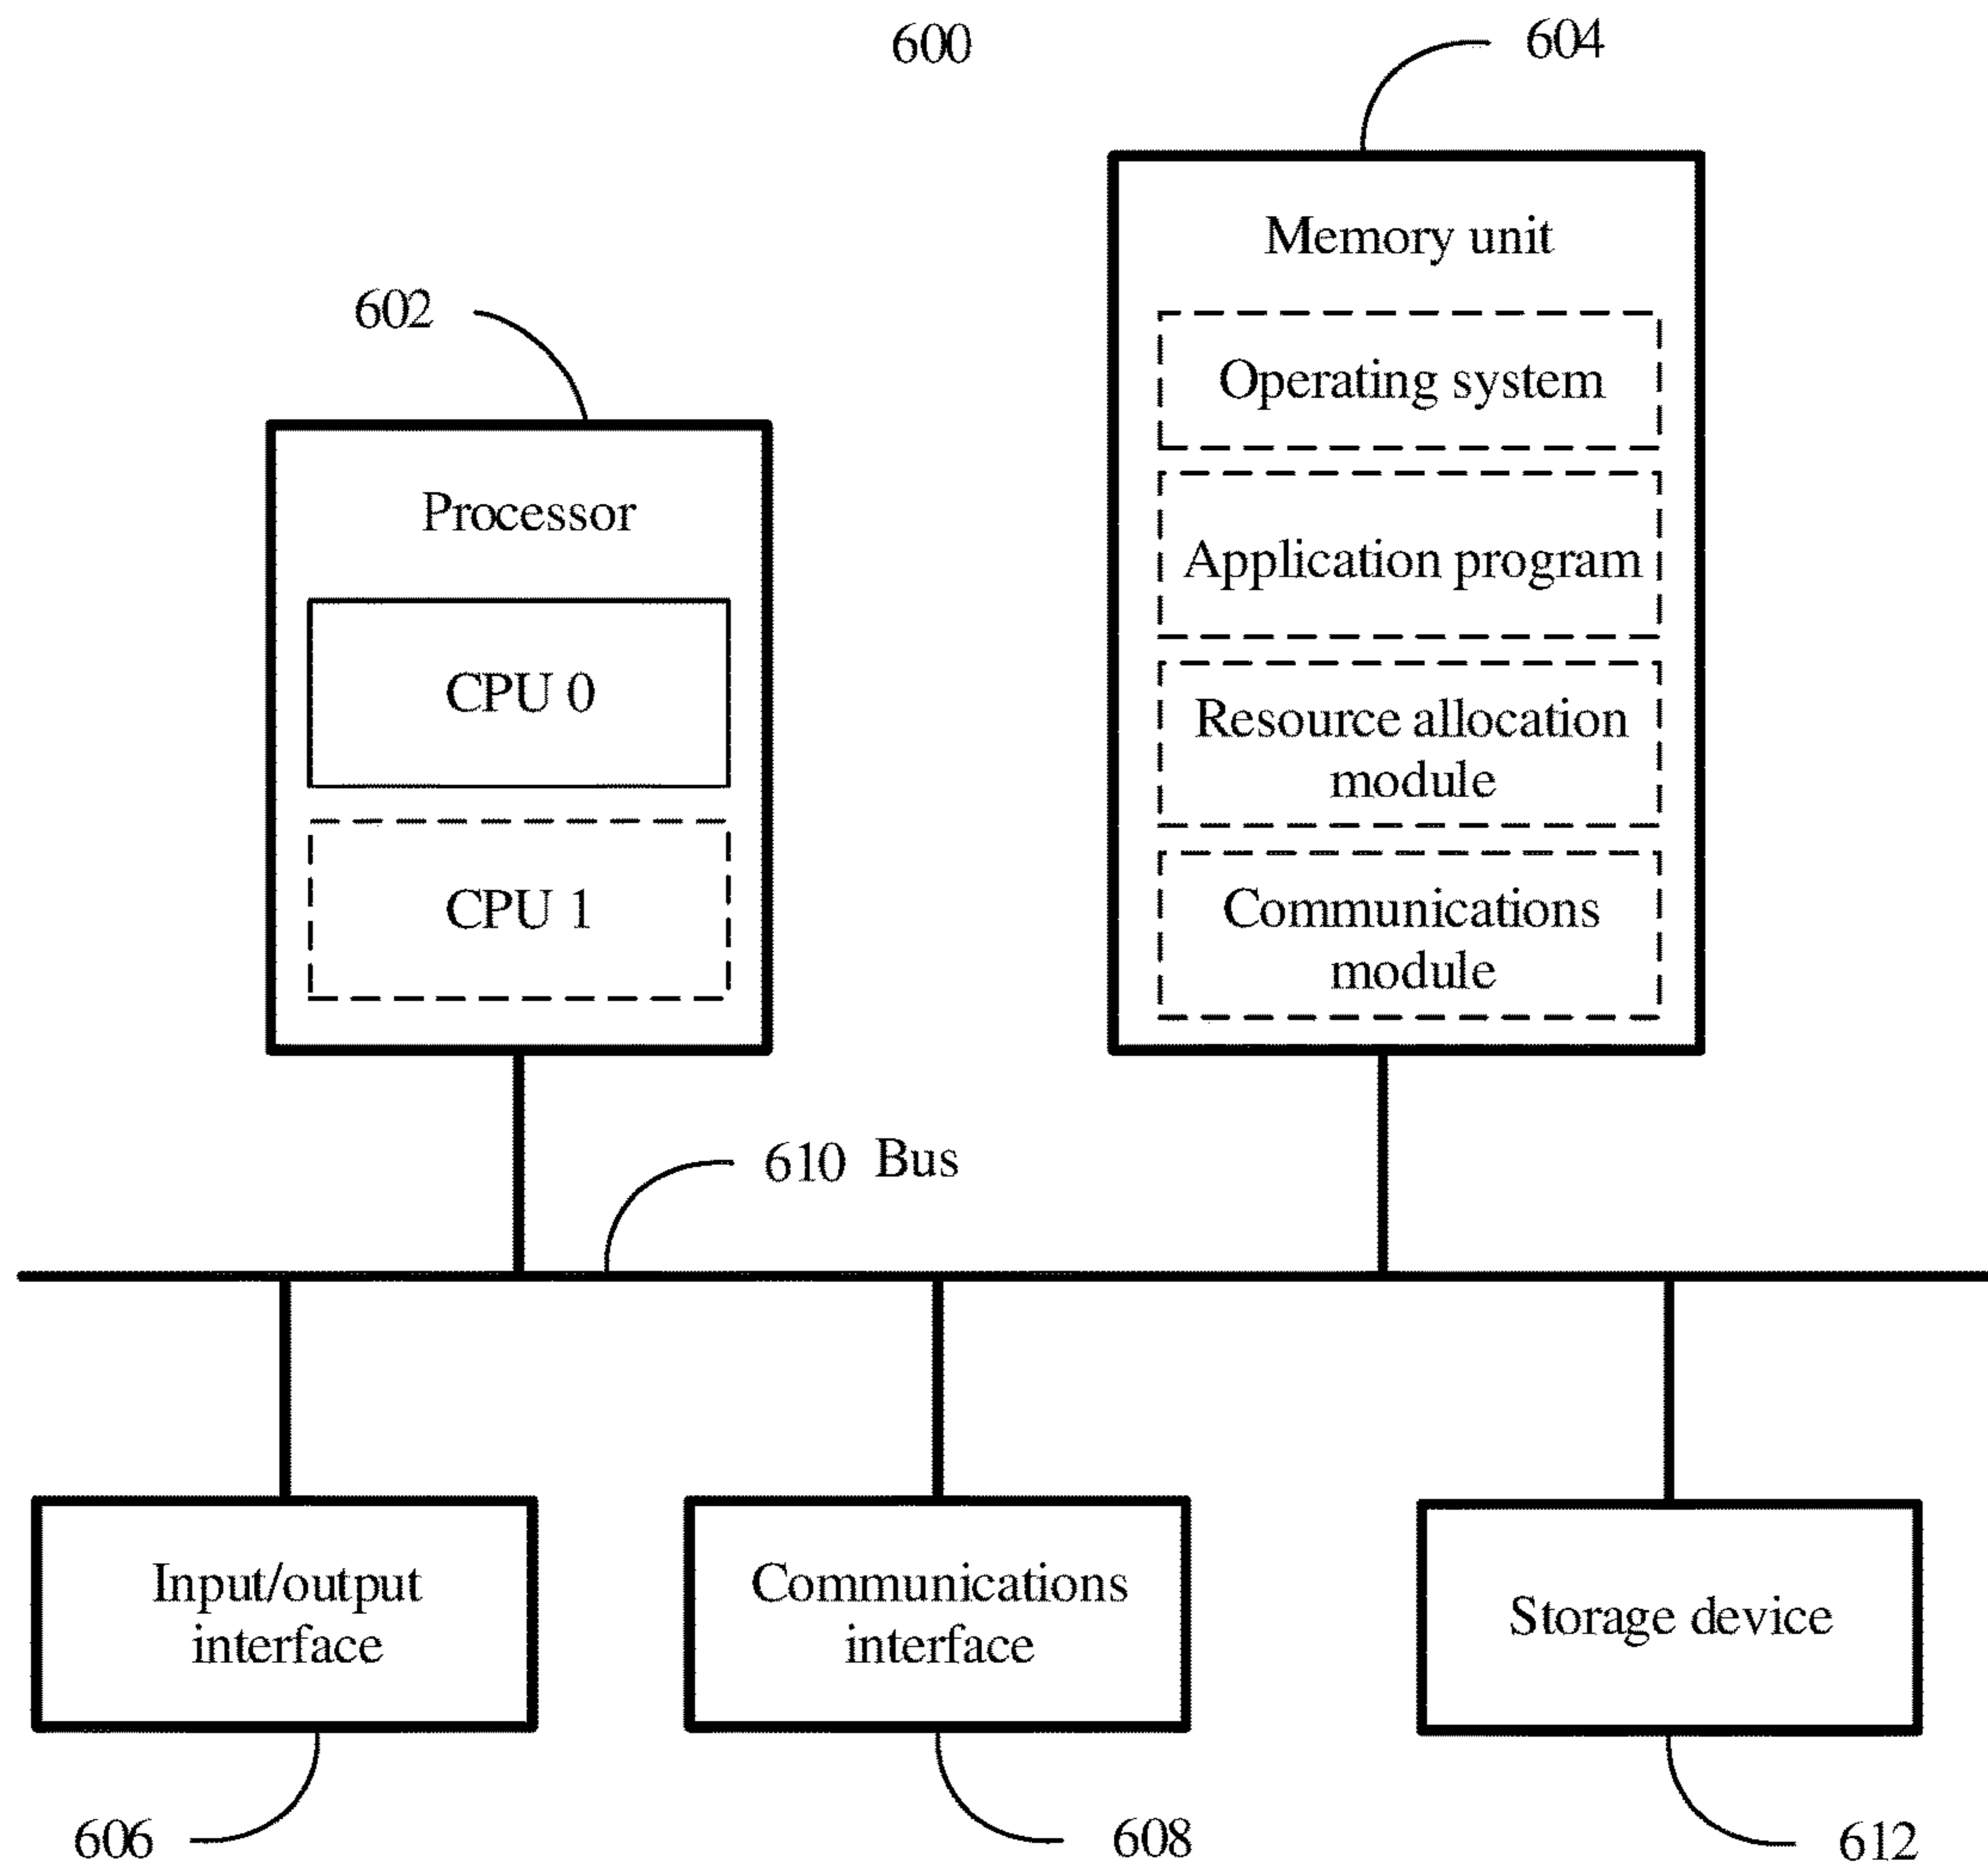 600
604
Memory unit
602
Operating system
Processor
Application program
CPU 0
Resource allocation
module
CPU 1
Communications
module
610 Bus
Input/output
interface
Communications
interface
Storage device
606
608
612